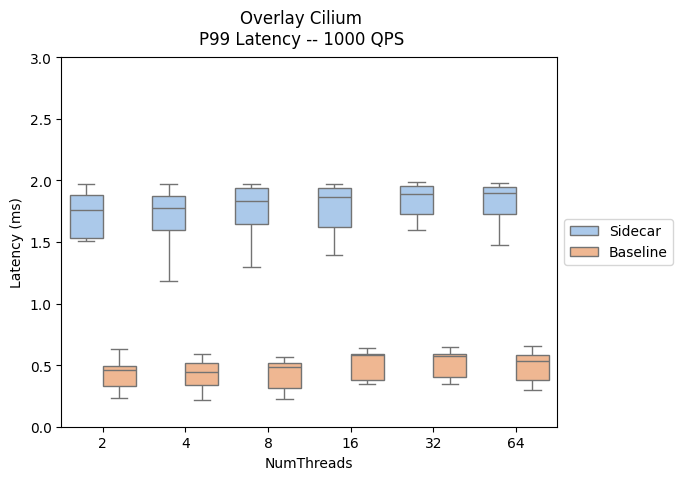 Overlay Cilium
P99 Latency -- 1000 QPS
3.0
2.5
2.0
1.5
1.0
0.5
0.0
Latency (ms)
2 4 8 16 32 64
NumThreads
Sidecar
Baseline